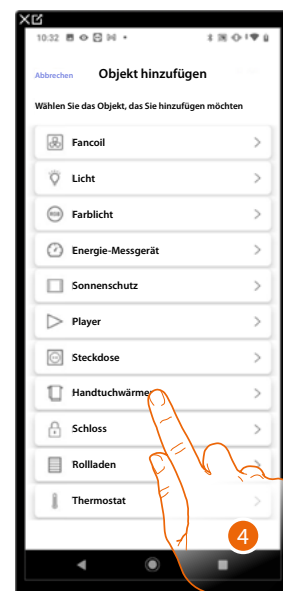 10:32
Abbrechen Objekt hinzufügen
Wählen Sie das Objekt, das Sie hinzufügen möchten
Fancoil
Licht
Farblicht
Energie-Messgerät
Sonnenschutz
Player
Steckdose
Handtuchwärmer
Schloss
Rollladen
Thermostat
4